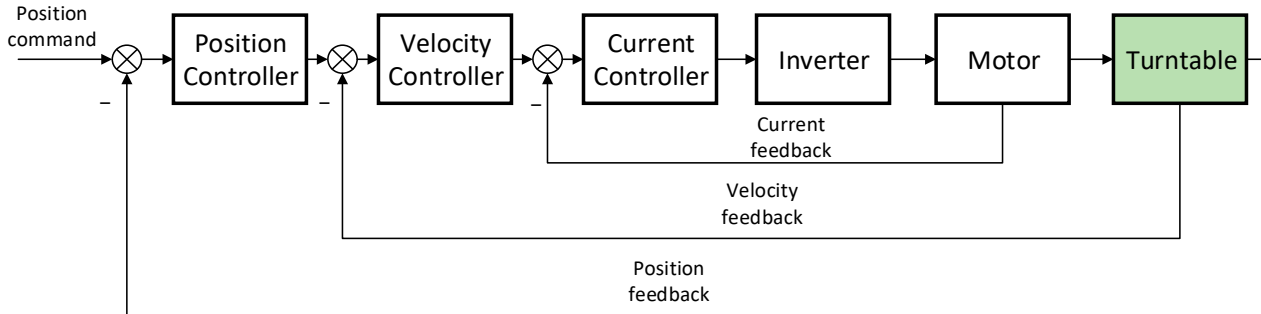 Position
command
Position
Controller
Velocity
Controller
Current
Controller
Inverter
Motor
Turntable
–
–
–
Current
feedback
Velocity
feedback
Position
feedback